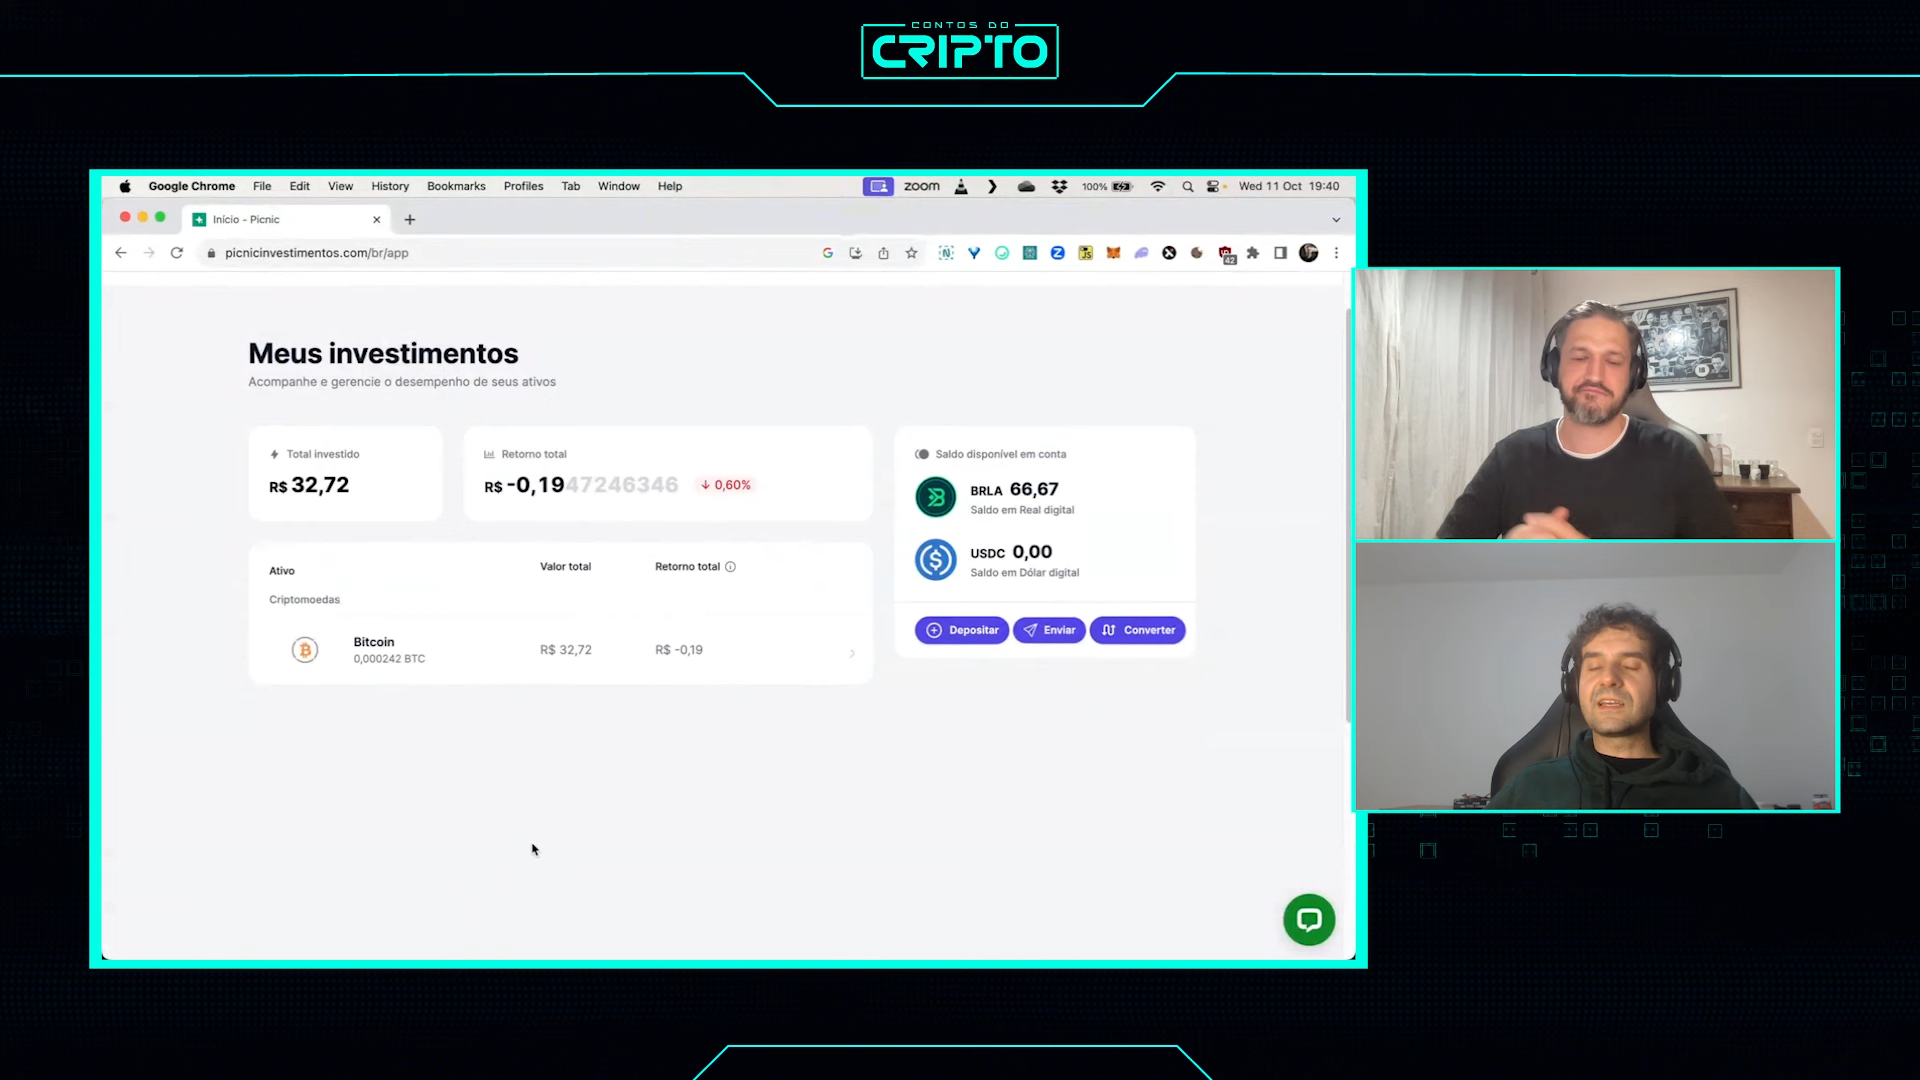 CONTOS DO
CRIPTO
Google Chrome File Edit View History Bookmarks Profiles Tab Window Help zoom 100% Wed 11 Oct 19:40
Início - Picnic
picnicinvestimentos.com/br/app
42
Meus investimentos
Acompanhe e gerencie o desempenho de seus ativos
Total investido
R$ 32,72
Retorno total
R$ -0,1947246346 ↓ 0,60%
Saldo disponível em conta
BRLA 66,67
Saldo em Real digital
USDC 0,00
Saldo em Dólar digital
Depositar Enviar Converter
Ativo Valor total Retorno total
Criptomoedas
Bitcoin
0,000242 BTC
R$ 32,72 R$ -0,19